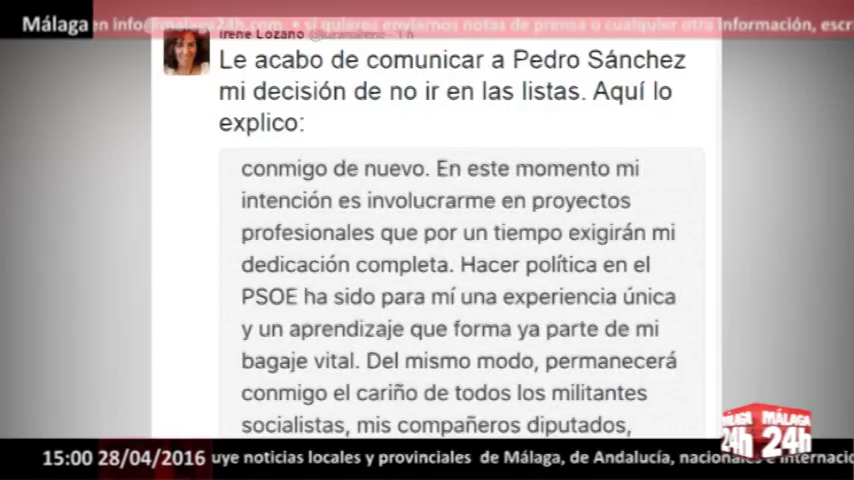 Málaga en info@málaga24h.com • si quieres enviarnos notas de prensa o cualquier otra información, escri
Irene Lozano
Le acabo de comunicar a Pedro Sánchez
mi decisión de no ir en las listas. Aquí lo
explico:
conmigo de nuevo. En este momento mi
intención es involucrarme en proyectos
profesionales que por un tiempo exigirán mi
dedicación completa. Hacer política en el
PSOE ha sido para mí una experiencia única
y un aprendizaje que forma ya parte de mi
bagaje vital. Del mismo modo, permanecerá
conmigo el cariño de todos los militantes
socialistas, mis compañeros diputados,
MÁLAGA
24h
MÁLAGA
24h
15:00 28/04/2016 uye noticias locales y provinciales de Málaga, de Andalucía, nacionales e internacio